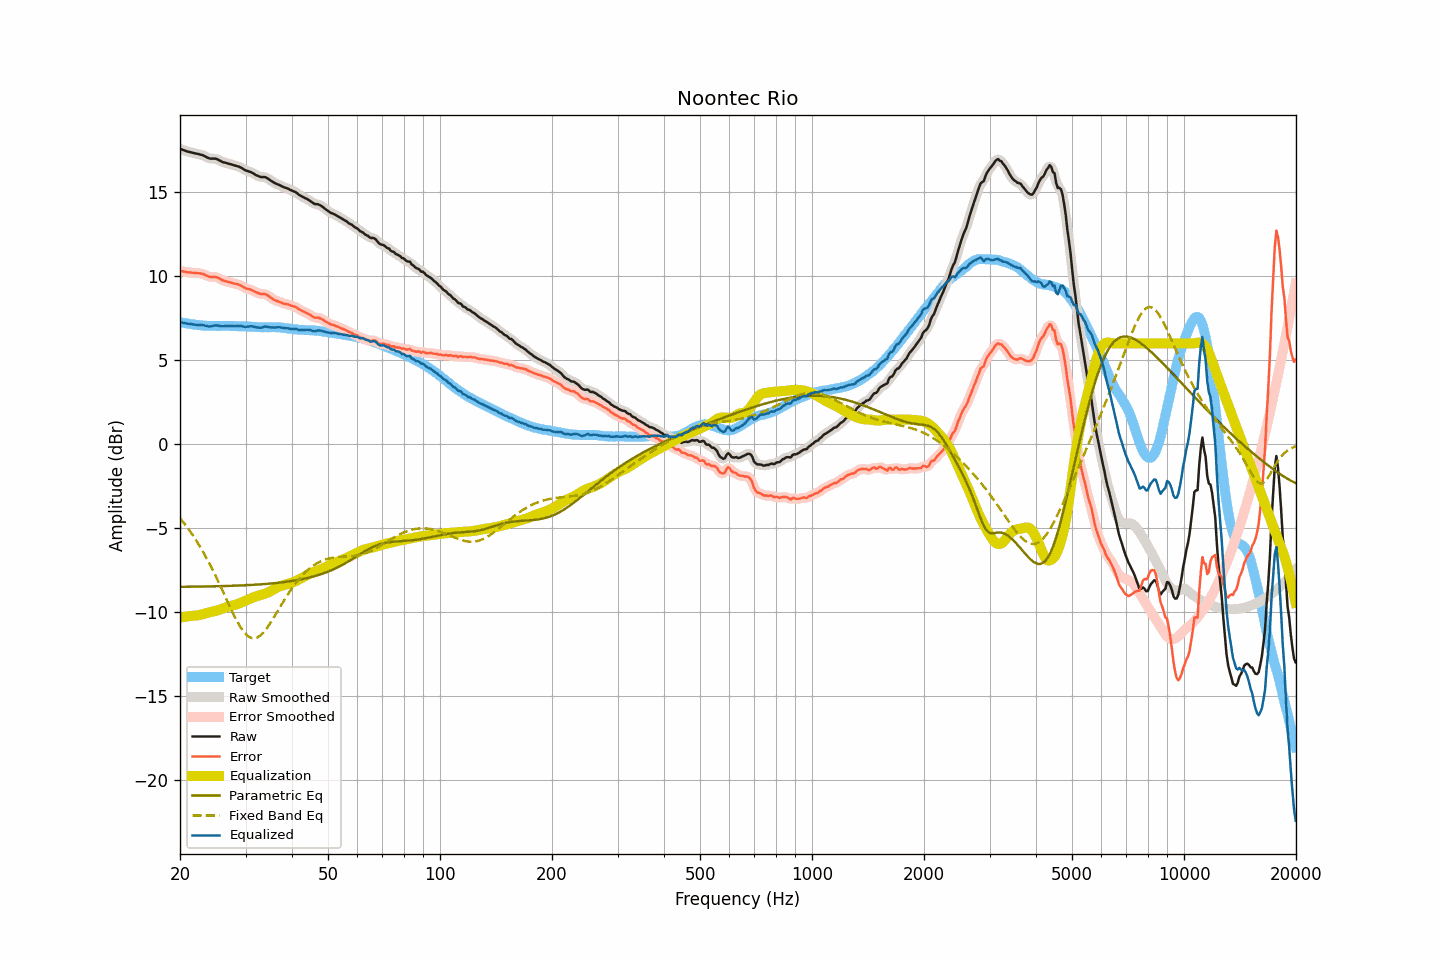 Noontec Rio
Amplitude (dBr)
15
10
5
0
−5
−10
−15
−20
Target
Raw Smoothed
Error Smoothed
Raw
Error
Equalization
Parametric Eq
Fixed Band Eq
Equalized
20 50 100 200 500 1000 2000 5000 10000 20000
Frequency (Hz)